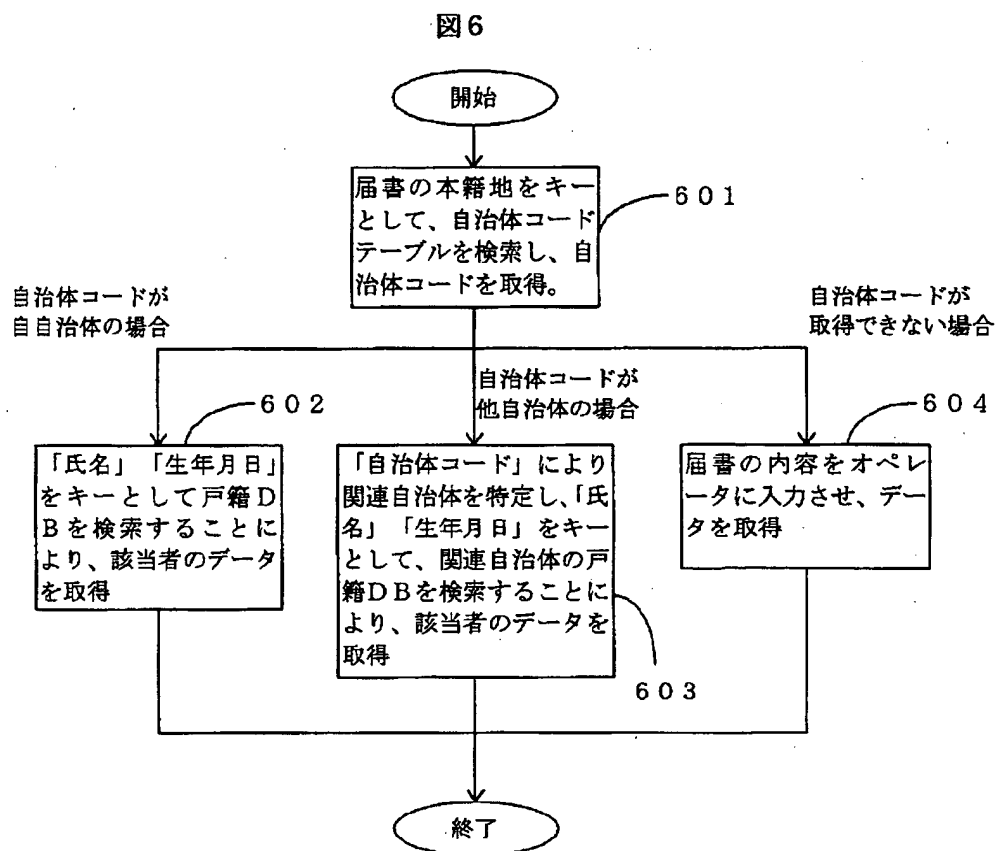 図6
開始
届書の本籍地をキー
として、自治体コード
テーブルを検索し、自
治体コードを取得。
601
自治体コードが
自自治体の場合
自治体コードが
他自治体の場合
自治体コードが
取得できない場合
602
「氏名」「生年月日」
をキーとして戸籍D
Bを検索することに
より、該当者のデータ
を取得
「自治体コード」により
関連自治体を特定し、「氏
名」「生年月日」をキー
として、関連自治体の戸
籍DBを検索することに
より、該当者のデータを
取得
603
604
届書の内容をオペレ
ータに入力させ、デー
タを取得
終了